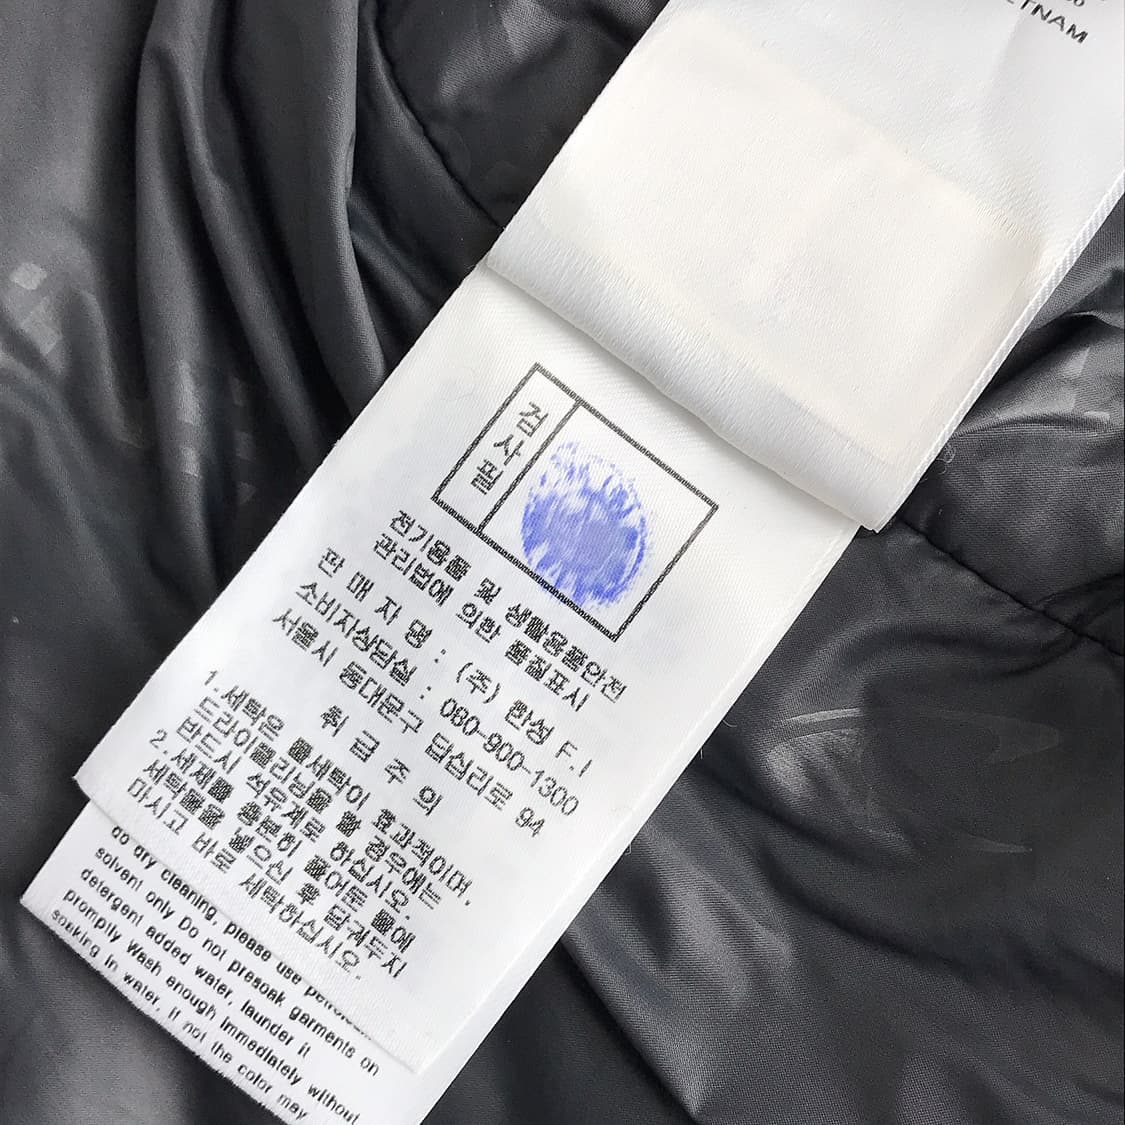 VIETNAM
검사필
전기용품 및 생활용품안전
관리법에 의한 품질표시
판 매 자 명 : (주) 한성 F.I
소비자상담실 : 080-900-1300
서울시 동대문구 답십리로 94
취 급 주 의
1. 세탁은 물세탁이 효과적이며,
드라이클리닝을 할 경우에는
반드시 석유계로 하십시오.
2. 세제를 충분히 풀어둔 물에
세탁물을 넣으신 후 담궈두지
마시고 바로 세탁하십시오.
do dry cleaning, please use
solvent only Do not presoak garments on
detergent added water, launder it
promptly Wash enough immediately without
soaking in water, it not the color may